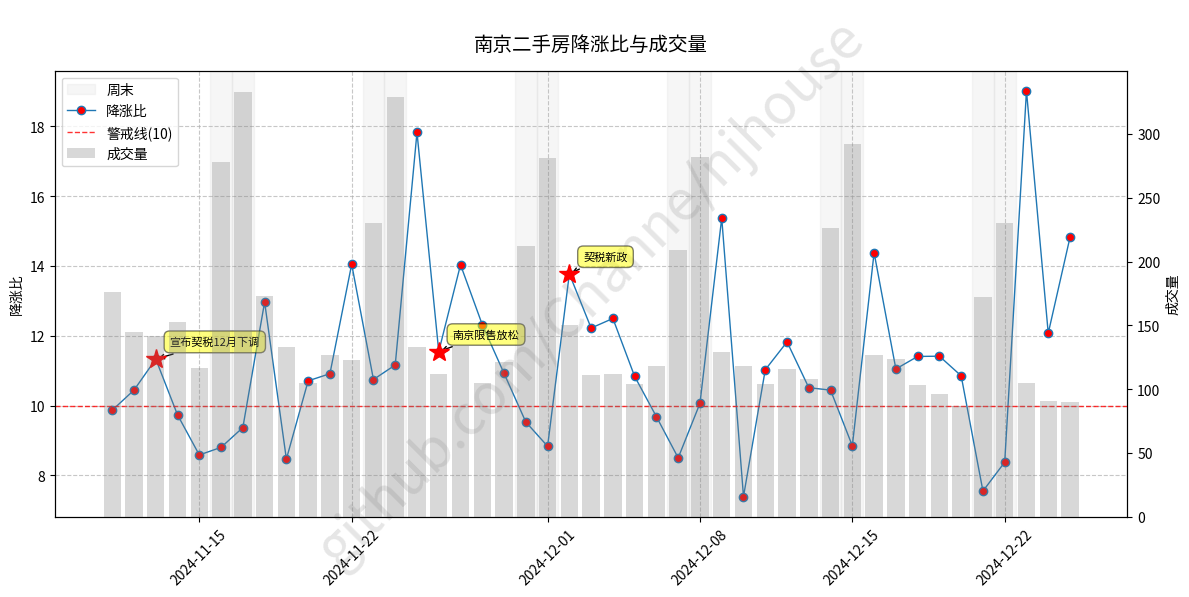 南京二手房降涨比与成交量
周末
降涨比
警戒线(10)
成交量
18
16
14
12
10
8
降涨比
300
250
200
150
100
50
0
成交量
契税新政
南京限售放松
宣布契税12月下调
2024-11-15
2024-11-22
2024-12-01
2024-12-08
2024-12-15
2024-12-22
github.com/channe/njhouse